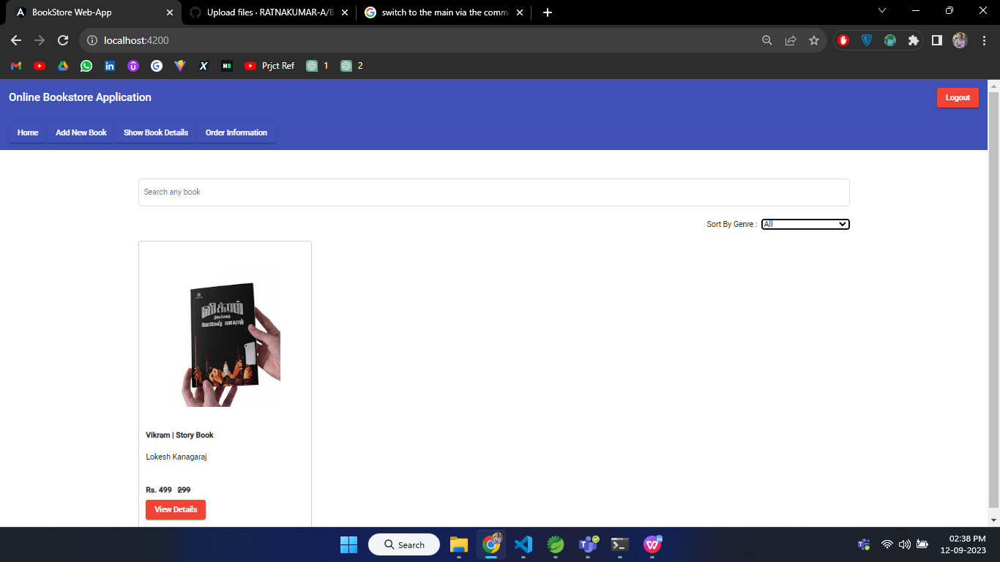 BookStore Web-App
Upload files · RATNAKUMAR-A/B
switch to the main via the comm
localhost:4200
Prjct Ref
1
2
Online Bookstore Application
Logout
Home
Add New Book
Show Book Details
Order Information
Search any book
Sort By Genre :
All
விக்ரம்
லோகேஷ் கனகராஜ்
Vikram | Story Book
Lokesh Kanagaraj
Rs. 499 299
View Details
Search
02:38 PM
12-09-2023